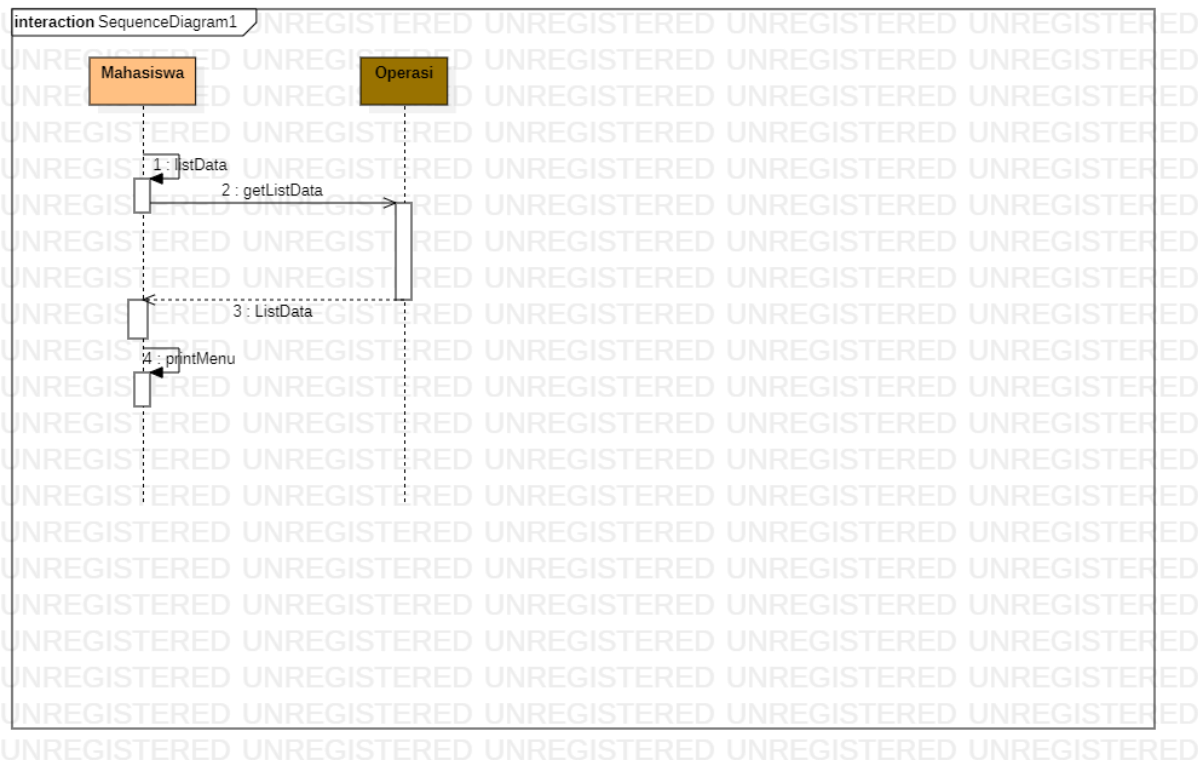 interaction SequenceDiagram1
Mahasiswa
Operasi
1 : listData
2 : getListData
3 : ListData
4 : printMenu
UNREGISTERED UNREGISTERED UNREGISTERED UNREGISTERED UNREGISTERED